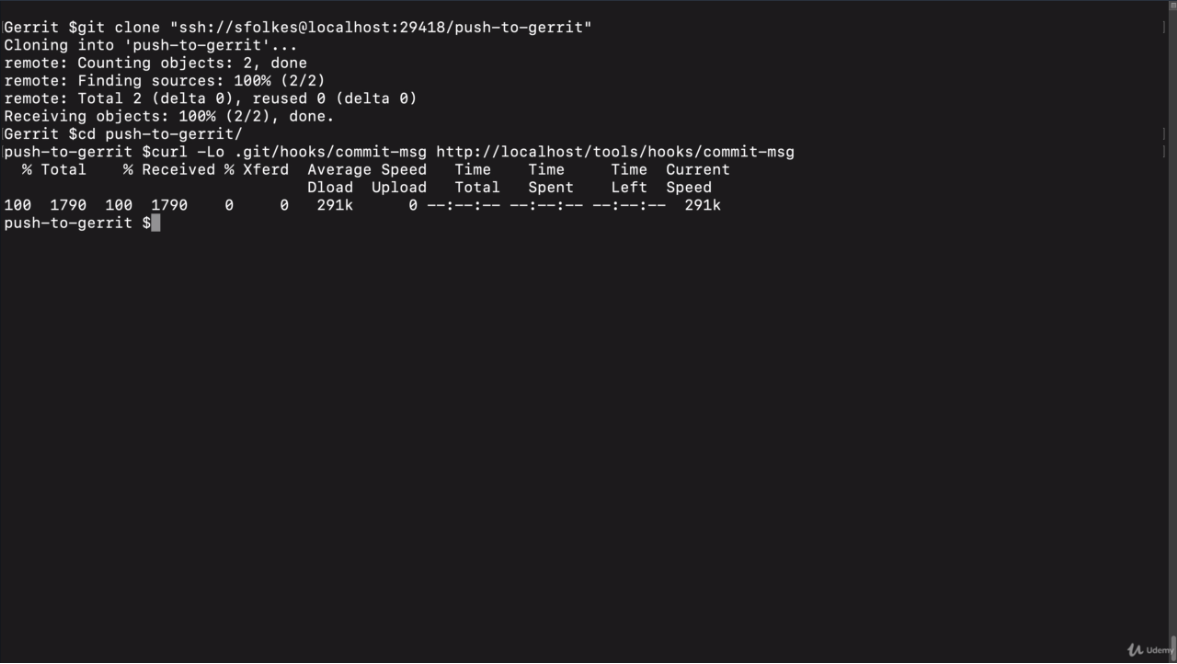 Gerrit $git clone "ssh://sfolkes@localhost:29418/push-to-gerrit"
Cloning into 'push-to-gerrit'...
remote: Counting objects: 2, done
remote: Finding sources: 100% (2/2)
remote: Total 2 (delta 0), reused 0 (delta 0)
Receiving objects: 100% (2/2), done.
Gerrit $cd push-to-gerrit/
push-to-gerrit $curl -Lo .git/hooks/commit-msg http://localhost/tools/hooks/commit-msg
  % Total    % Received % Xferd  Average Speed   Time    Time     Time  Current
                                 Dload  Upload   Total   Spent    Left  Speed
100  1790  100  1790    0     0   291k      0 --:--:-- --:--:-- --:--:--  291k
push-to-gerrit $
Udemy